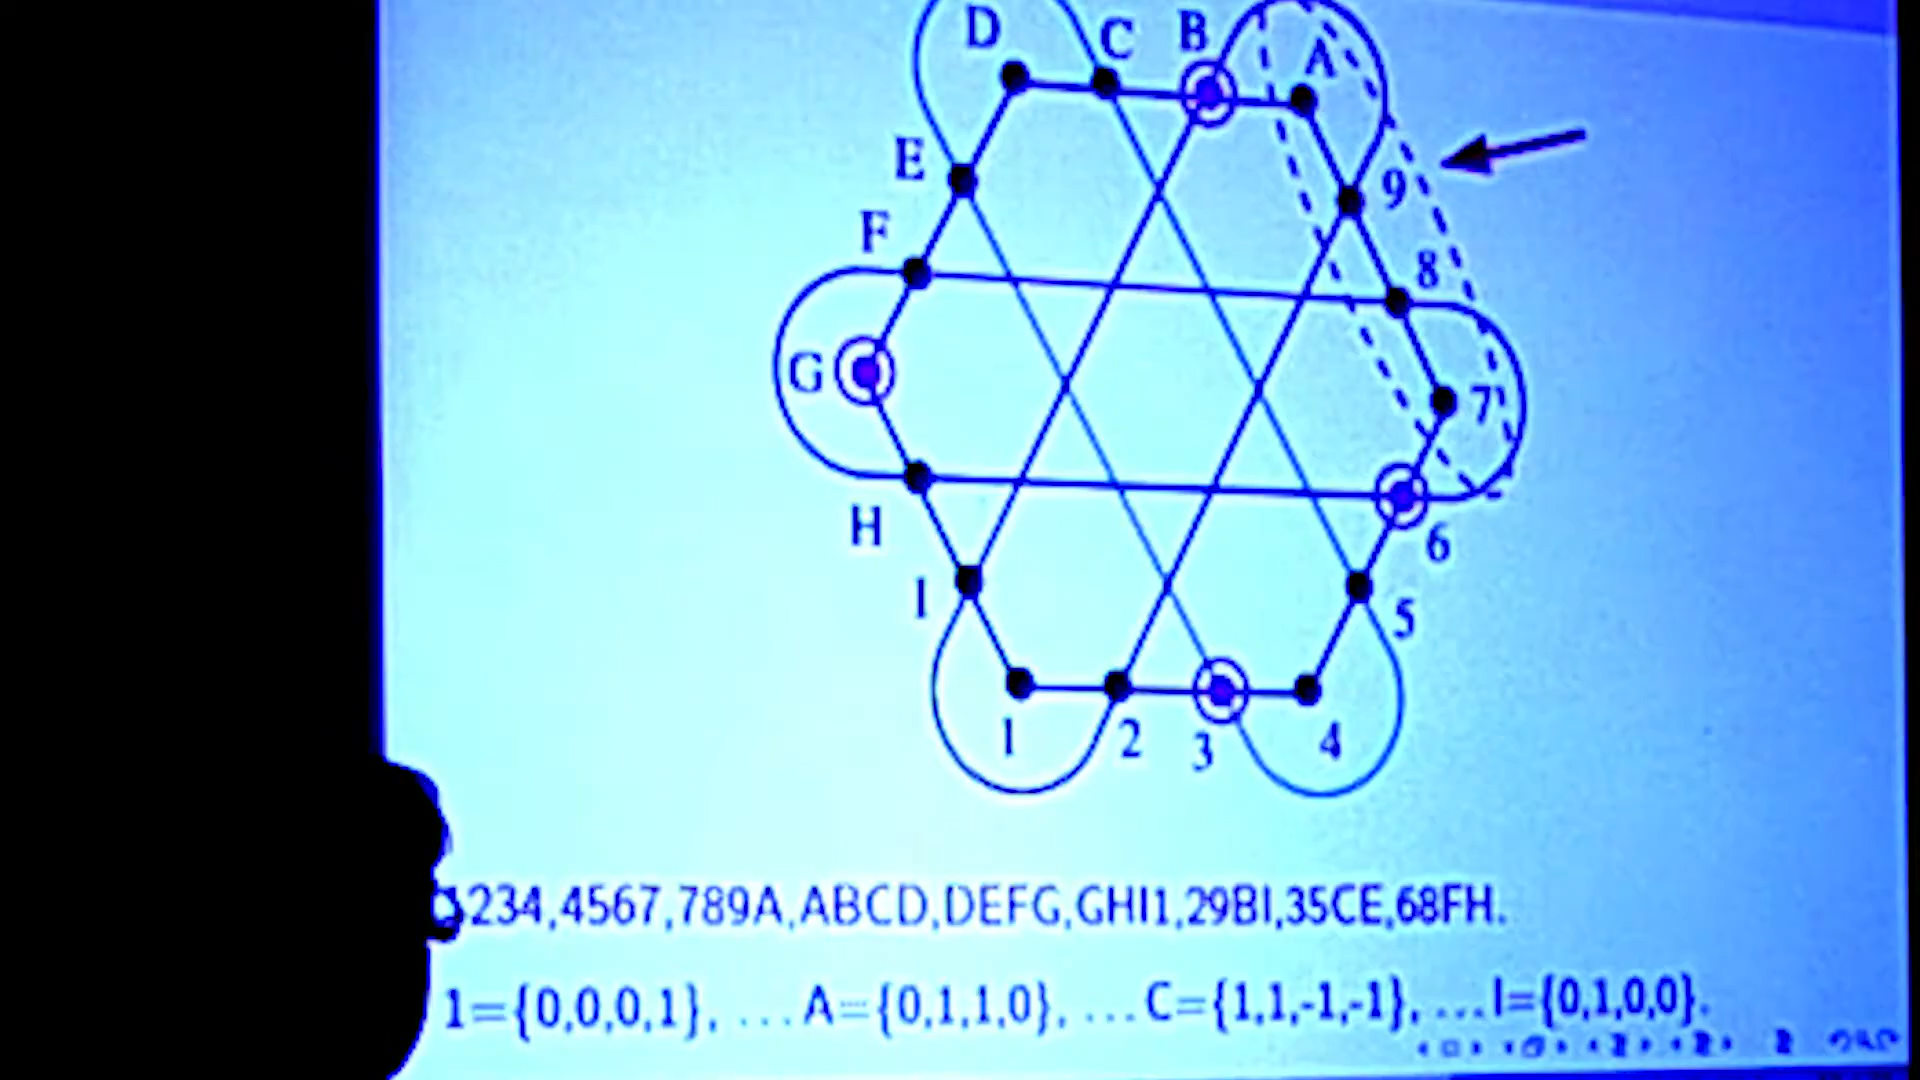 D C B A
E 9
F 8
G 7
H 6
I 5
1 2 3 4
1234,4567,789A,ABCD,DEFG,GHI1,29BI,35CE,68FH.
1={0,0,0,1}, ...A={0,1,1,0}, ...C={1,1,-1,-1}, ...I={0,1,0,0}.